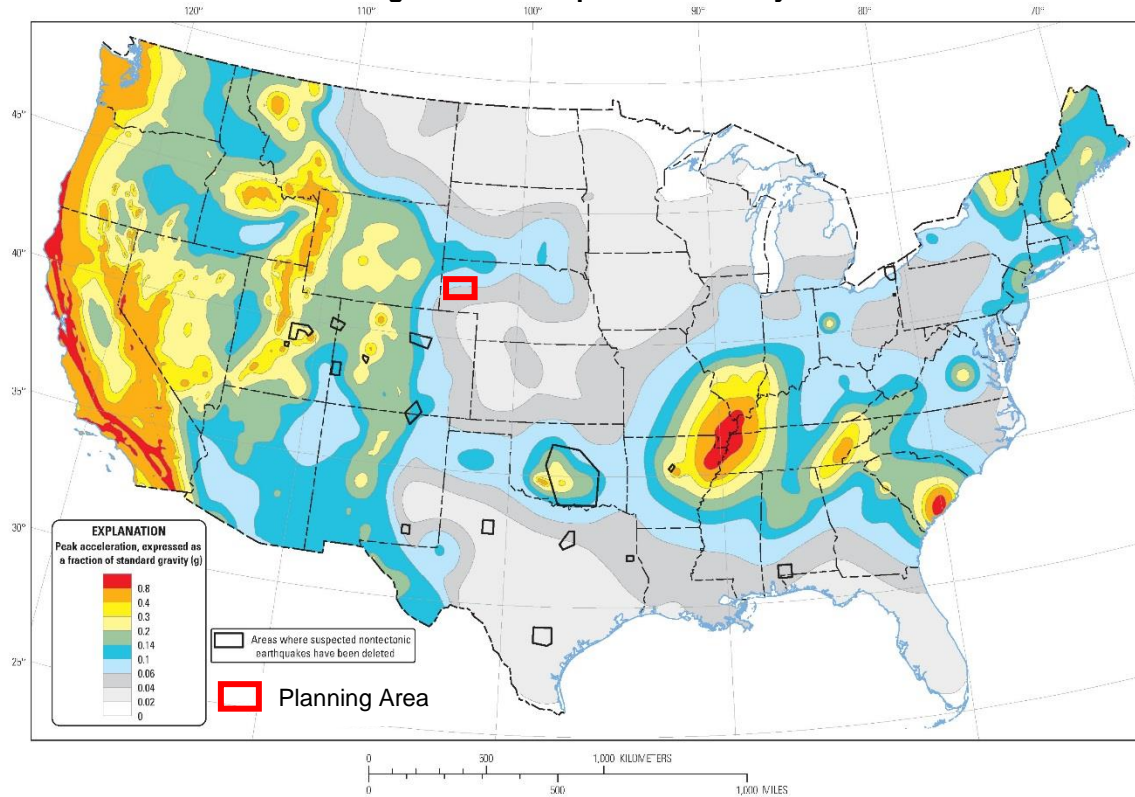 120°
110°
100°
90°
80°
70°
45°
40°
35°
30°
25°
EXPLANATION
Peak acceleration, expressed as
a fraction of standard gravity (g)
0.8
0.4
0.3
0.2
0.14
0.1
0.06
0.04
0.02
0
Areas where suspected nontectonic
earthquakes have been deleted
Planning Area
0 500 1,000 KILOMETERS
0 500 1,000 MILES